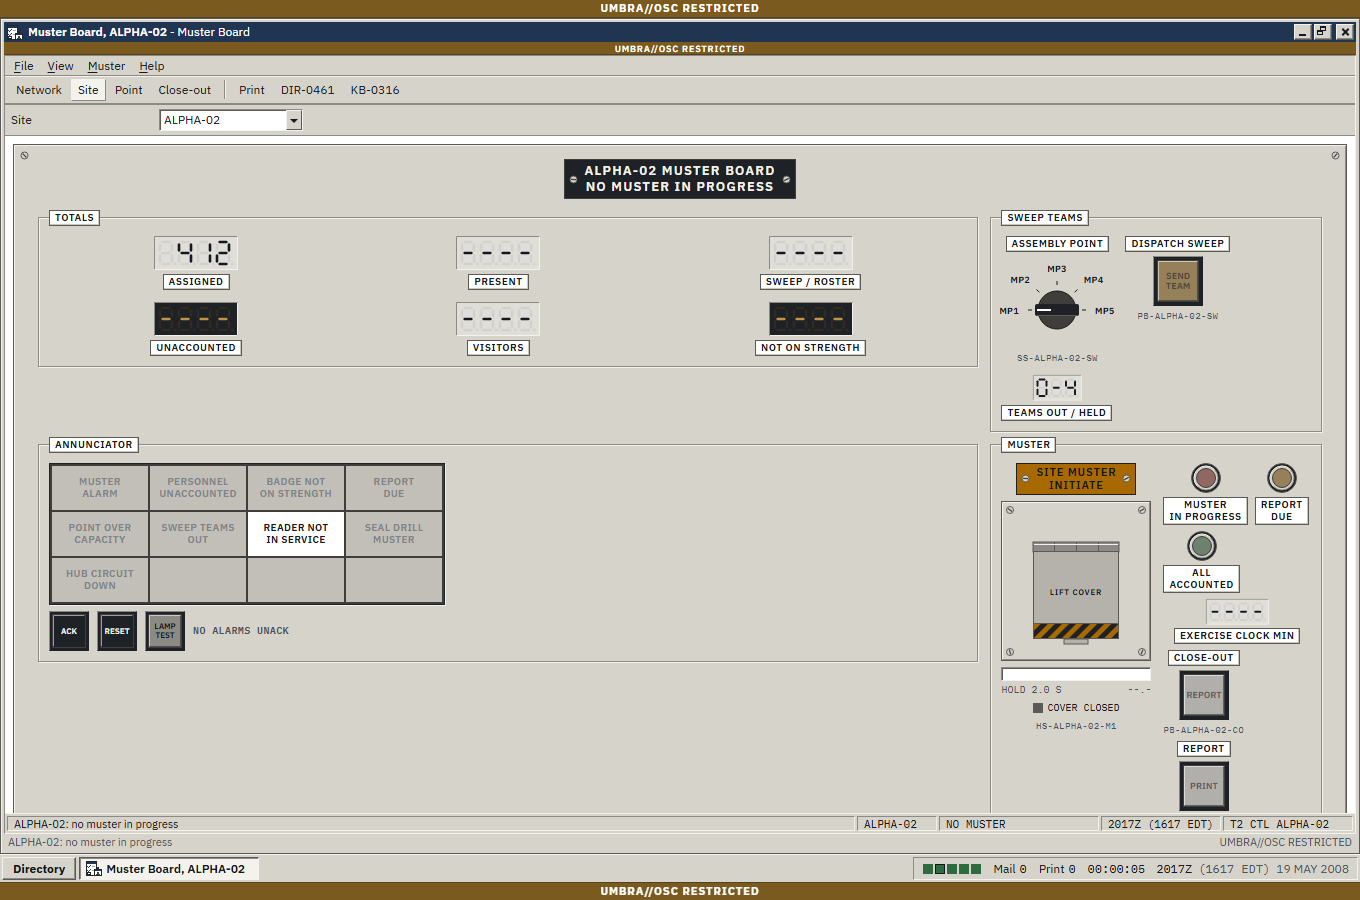 UMBRA//OSC RESTRICTED
Muster Board, ALPHA-02 - Muster Board
UMBRA//OSC RESTRICTED
File View Muster Help
Network Site Point Close-out Print DIR-0461 KB-0316
Site ALPHA-02
ALPHA-02 MUSTER BOARD
NO MUSTER IN PROGRESS
TOTALS
412 ---- ----
ASSIGNED PRESENT SWEEP / ROSTER
---- ---- ----
UNACCOUNTED VISITORS NOT ON STRENGTH
SWEEP TEAMS
ASSEMBLY POINT DISPATCH SWEEP
MP1 MP2 MP3 MP4 MP5
SEND
TEAM
PB-ALPHA-02-SW
SS-ALPHA-02-SW
0-4
TEAMS OUT / HELD
ANNUNCIATOR
MUSTER
ALARM
PERSONNEL
UNACCOUNTED
BADGE NOT
ON STRENGTH
REPORT
DUE
POINT OVER
CAPACITY
SWEEP TEAMS
OUT
READER NOT
IN SERVICE
SEAL DRILL
MUSTER
HUB CIRCUIT
DOWN
ACK RESET LAMP
TEST
NO ALARMS UNACK
MUSTER
SITE MUSTER
INITIATE
LIFT COVER
HOLD 2.0 S --.-
COVER CLOSED
HS-ALPHA-02-M1
MUSTER
IN PROGRESS
REPORT
DUE
ALL
ACCOUNTED
----
EXERCISE CLOCK MIN
CLOSE-OUT
REPORT
PB-ALPHA-02-CO
REPORT
PRINT
ALPHA-02: no muster in progress ALPHA-02 NO MUSTER 2017Z (1617 EDT) T2 CTL ALPHA-02
ALPHA-02: no muster in progress UMBRA//OSC RESTRICTED
Directory Muster Board, ALPHA-02 Mail 0 Print 0 00:00:05 2017Z (1617 EDT) 19 MAY 2008
UMBRA//OSC RESTRICTED